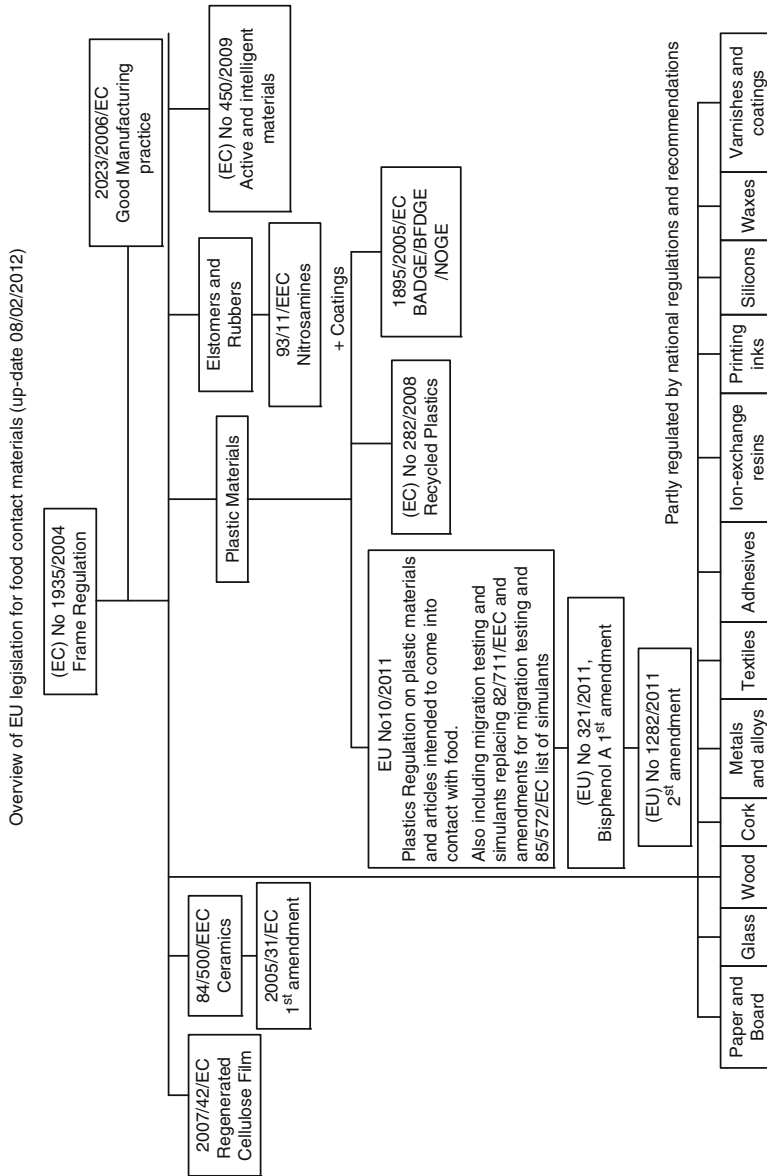 Overview of EU legislation for food contact materials (up-date 08/02/2012)
(EC) No 1935/2004
Frame Regulation
2023/2006/EC
Good Manufacturing
practice
2007/42/EC
Regenerated
Cellulose Film
84/500/EEC
Ceramics
2005/31/EC
1st amendment
Plastic Materials
Elstomers and
Rubbers
93/11/EEC
Nitrosamines
(EC) No 450/2009
Active and intelligent
materials
+ Coatings
EU No10/2011
Plastics Regulation on plastic materials
and articles intended to come into
contact with food.
Also including migration testing and
simulants replacing 82/711/EEC and
amendments for migration testing and
85/572/EC list of simulants
(EC) No 282/2008
Recycled Plastics
1895/2005/EC
BADGE/BFDGE
/NOGE
(EU) No 321/2011,
Bisphenol A 1st amendment
(EU) No 1282/2011
2st amendment
Partly regulated by national regulations and recommendations
Paper and
Board
Glass
Wood
Cork
Metals
and alloys
Textiles
Adhesives
Ion-exchange
resins
Printing
inks
Silicons
Waxes
Varnishes and
coatings